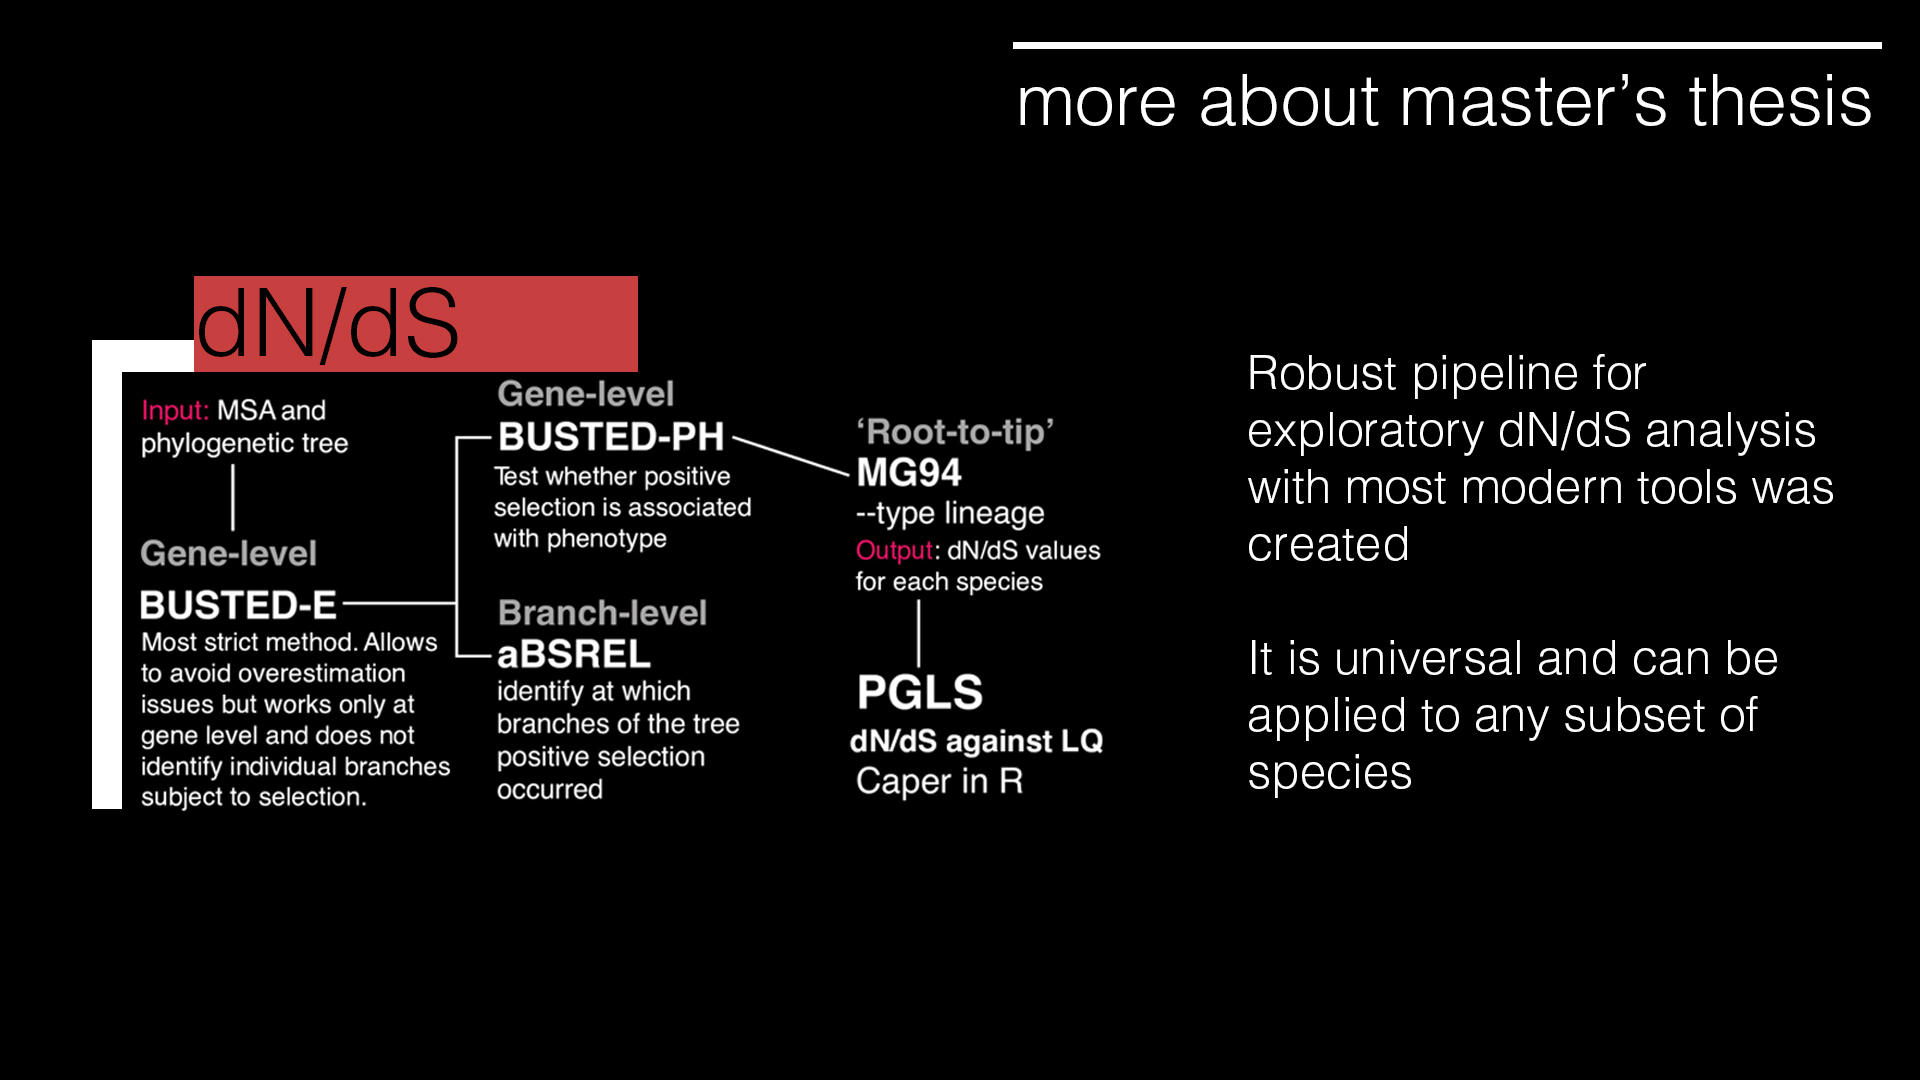 more about master’s thesis
dN/dS
Input: MSA and
phylogenetic tree
Gene-level
BUSTED-E
Most strict method. Allows
to avoid overestimation
issues but works only at
gene level and does not
identify individual branches
subject to selection.
Gene-level
BUSTED-PH
Test whether positive
selection is associated
with phenotype
Branch-level
aBSREL
identify at which
branches of the tree
positive selection
occurred
‘Root-to-tip’
MG94
--type lineage
Output: dN/dS values
for each species
PGLS
dN/dS against LQ
Caper in R
Robust pipeline for
exploratory dN/dS analysis
with most modern tools was
created
It is universal and can be
applied to any subset of
species